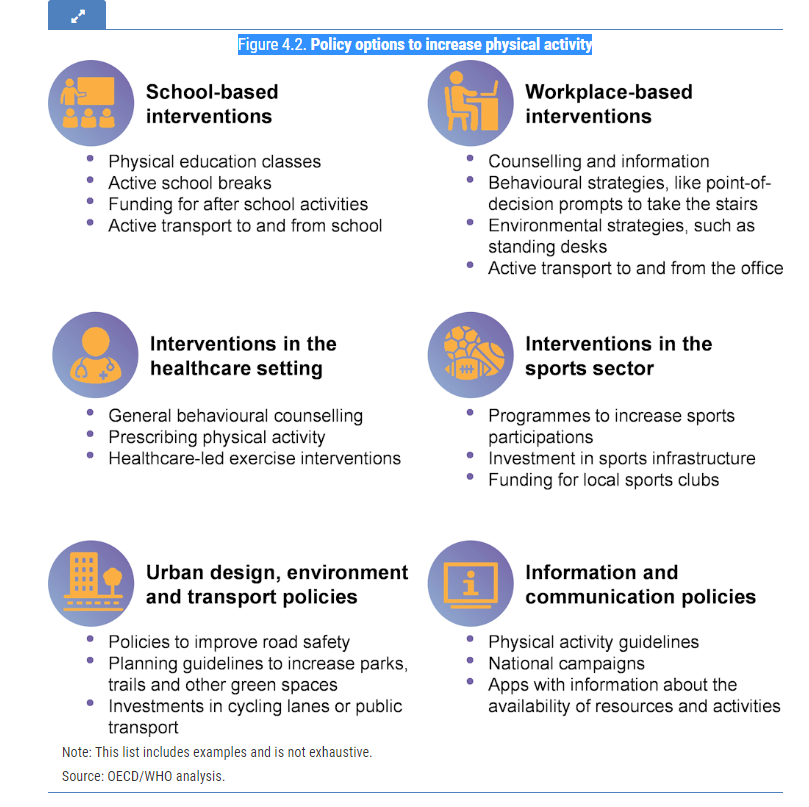 Figure 4.2. Policy options to increase physical activity
School-based
interventions
• Physical education classes
• Active school breaks
• Funding for after school activities
• Active transport to and from school
Workplace-based
interventions
• Counselling and information
• Behavioural strategies, like point-of-
decision prompts to take the stairs
• Environmental strategies, such as
standing desks
• Active transport to and from the office
Interventions in the
healthcare setting
• General behavioural counselling
• Prescribing physical activity
• Healthcare-led exercise interventions
Interventions in the
sports sector
• Programmes to increase sports
participations
• Investment in sports infrastructure
• Funding for local sports clubs
Urban design, environment
and transport policies
• Policies to improve road safety
• Planning guidelines to increase parks,
trails and other green spaces
• Investments in cycling lanes or public
transport
Information and
communication policies
• Physical activity guidelines
• National campaigns
• Apps with information about the
availability of resources and activities
Note: This list includes examples and is not exhaustive.
Source: OECD/WHO analysis.